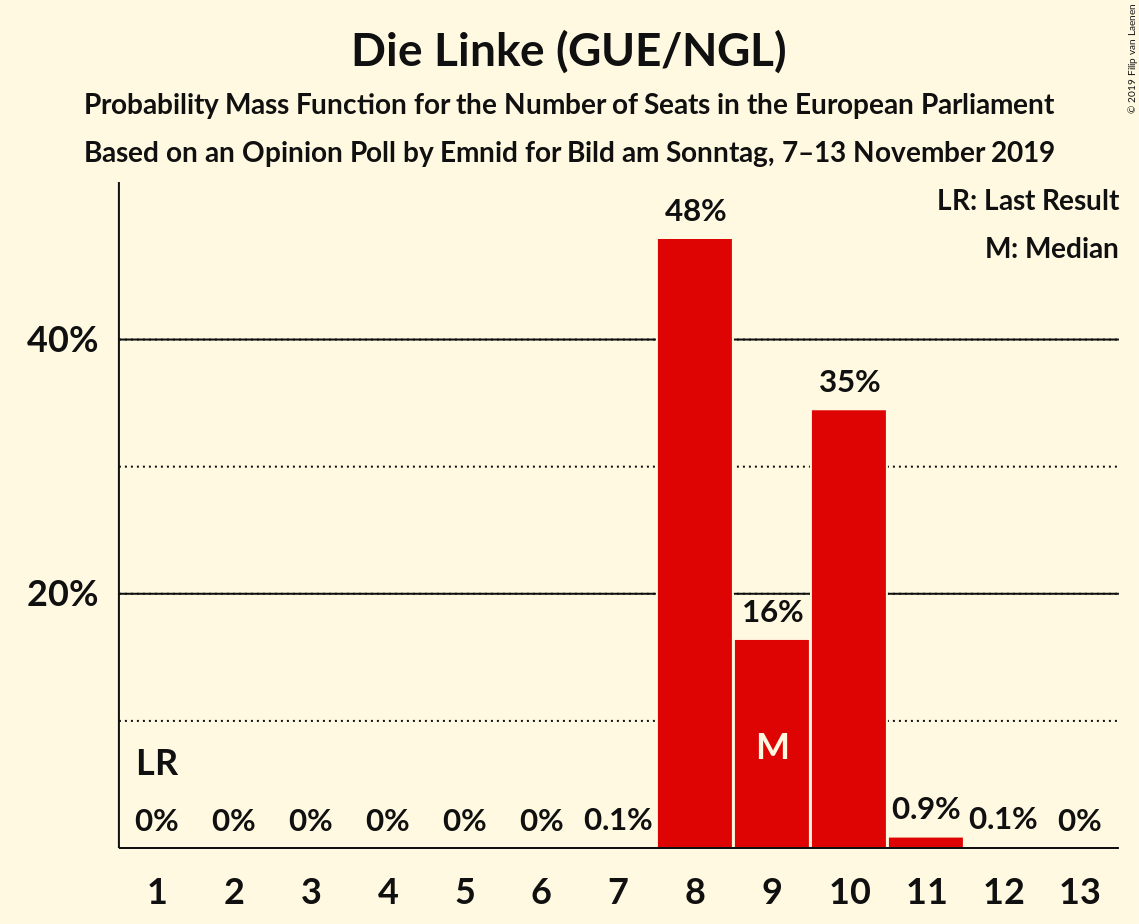 Die Linke (GUE/NGL)
Probability Mass Function for the Number of Seats in the European Parliament
Based on an Opinion Poll by Emnid for Bild am Sonntag, 7–13 November 2019
© 2019 Filip van Laenen
LR: Last Result
M: Median
48%
40%
35%
20%
16%
M
LR
0% 0% 0% 0% 0% 0% 0.1% 0.9% 0.1% 0%
1 2 3 4 5 6 7 8 9 10 11 12 13